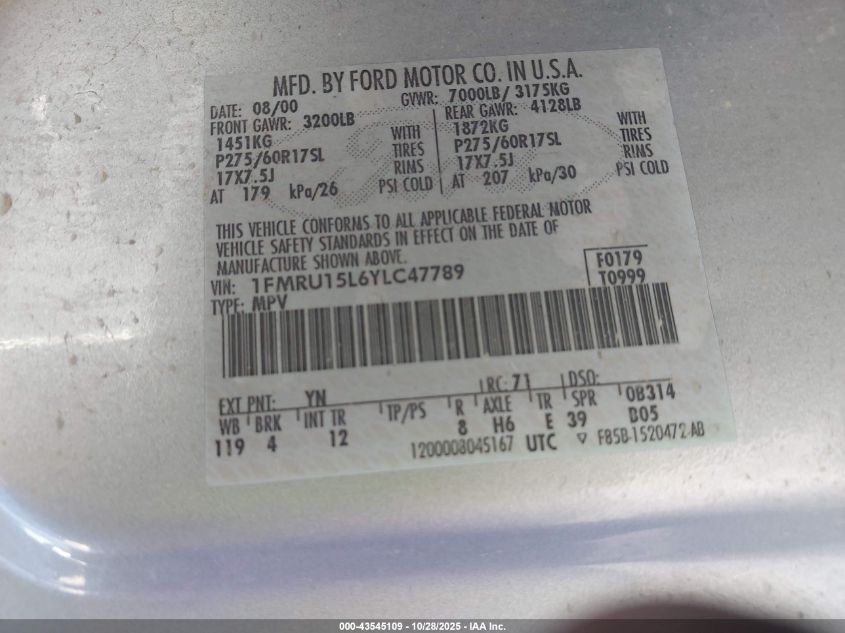 MFD. BY FORD MOTOR CO. IN U.S.A.
DATE: 08/00 GVWR: 7000LB/ 3175KG
FRONT GAWR: 3200LB REAR GAWR: 4128LB
1451KG WITH 1872KG WITH
P275/60R17SL TIRES P275/60R17SL TIRES
17X7.5J RIMS 17X7.5J RIMS
AT 179 kPa/26 PSI COLD AT 207 kPa/30 PSI COLD
THIS VEHICLE CONFORMS TO ALL APPLICABLE FEDERAL MOTOR
VEHICLE SAFETY STANDARDS IN EFFECT ON THE DATE OF
MANUFACTURE SHOWN ABOVE.
VIN: 1FMRU15L6YLC47789 F0179
TYPE: MPV T0999
EXT PNT: YN RC: 71 DSO:
WB BRK INT TR TP/PS R AXLE TR SPR 0B314
119 4 12 8 H6 E 39 B05
1200008045167 UTC ▽ F85B-1520472-AB
000-43545109 | 10/28/2025 | IAA Inc.